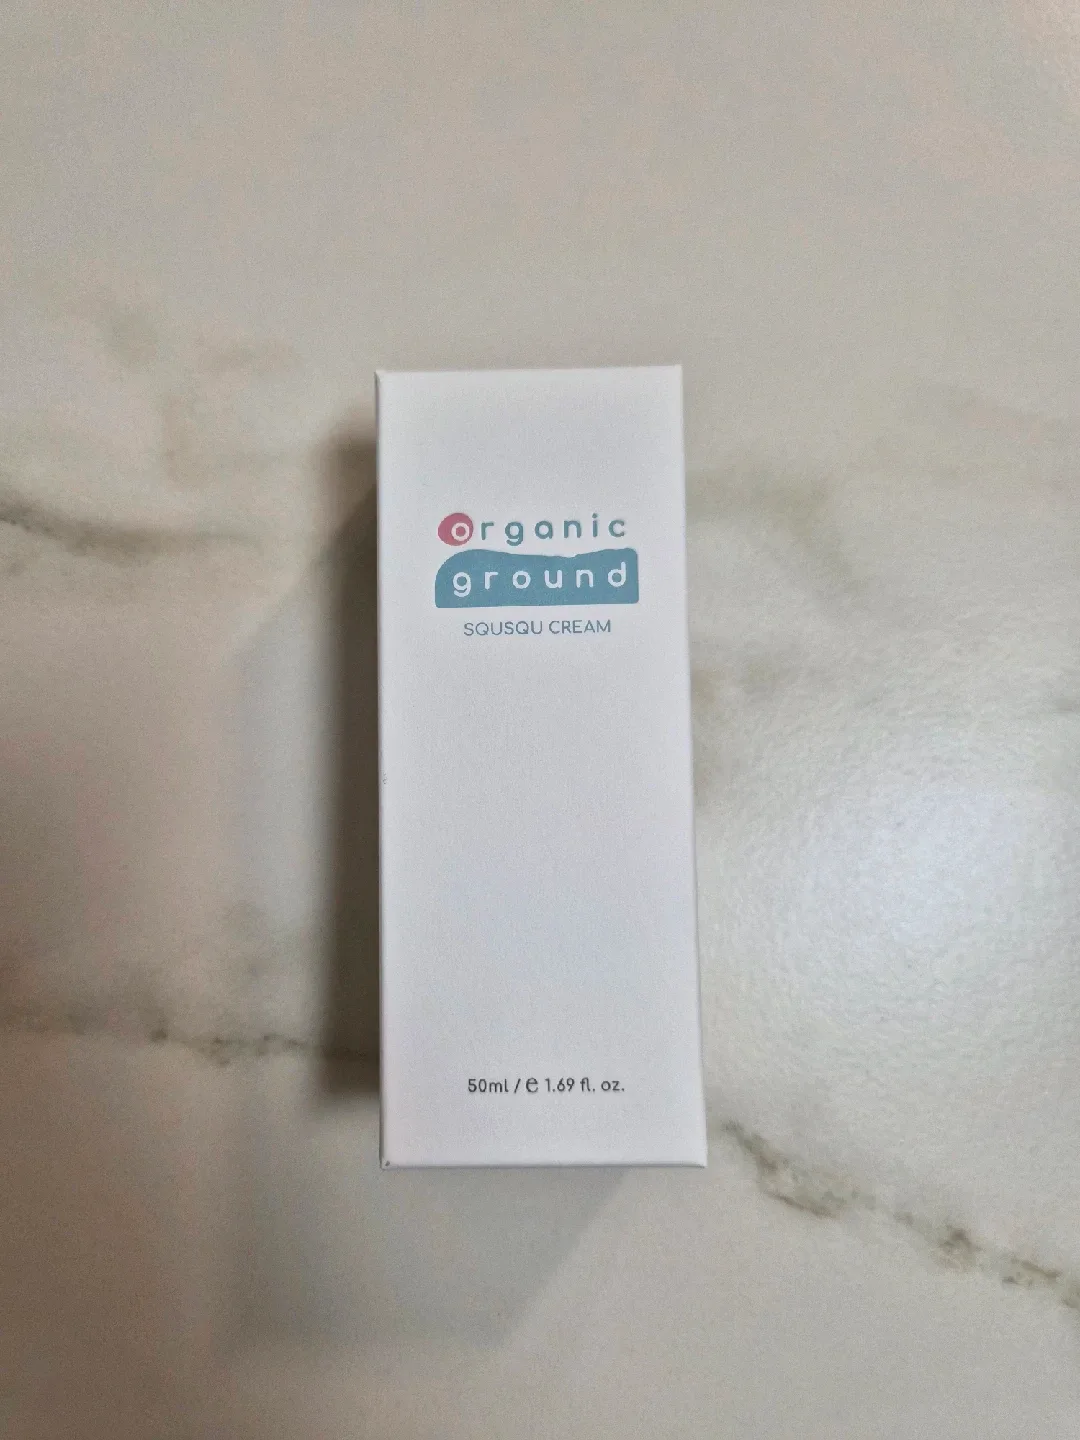 organic
ground
SQUSQU CREAM
50ml / ℮ 1.69 fl. oz.